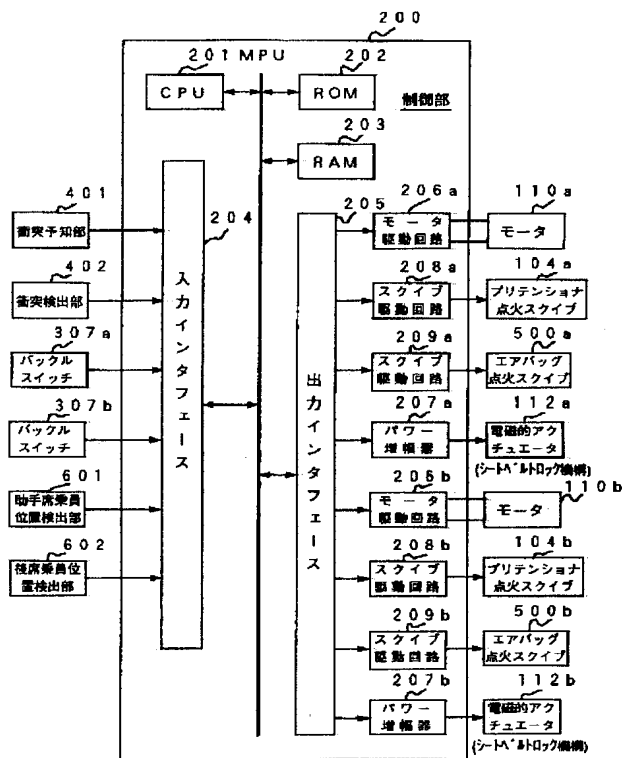 200
201 MPU
202
CPU
ROM
制御部
203
RAM
401
衝突予知部
204
205
206a
110a
モータ
駆動回路
モータ
402
衝突検出部
208a
104a
スクイブ
駆動回路
プリテンショナ
点火スクイブ
307a
バックル
スイッチ
入力インタフェース
出力インタフェース
209a
500a
スクイブ
駆動回路
エアバッグ
点火スクイブ
307b
バックル
スイッチ
207a
112a
パワー
増幅器
電磁的アク
チュエータ
(シートベルトロック機構)
601
助手席乗員
位置検出部
206b
110b
モータ
駆動回路
モータ
602
後席乗員位
置検出部
208b
104b
スクイブ
駆動回路
プリテンショナ
点火スクイブ
209b
500b
スクイブ
駆動回路
エアバッグ
点火スクイブ
207b
112b
パワー
増幅器
電磁的アク
チュエータ
(シートベルトロック機構)